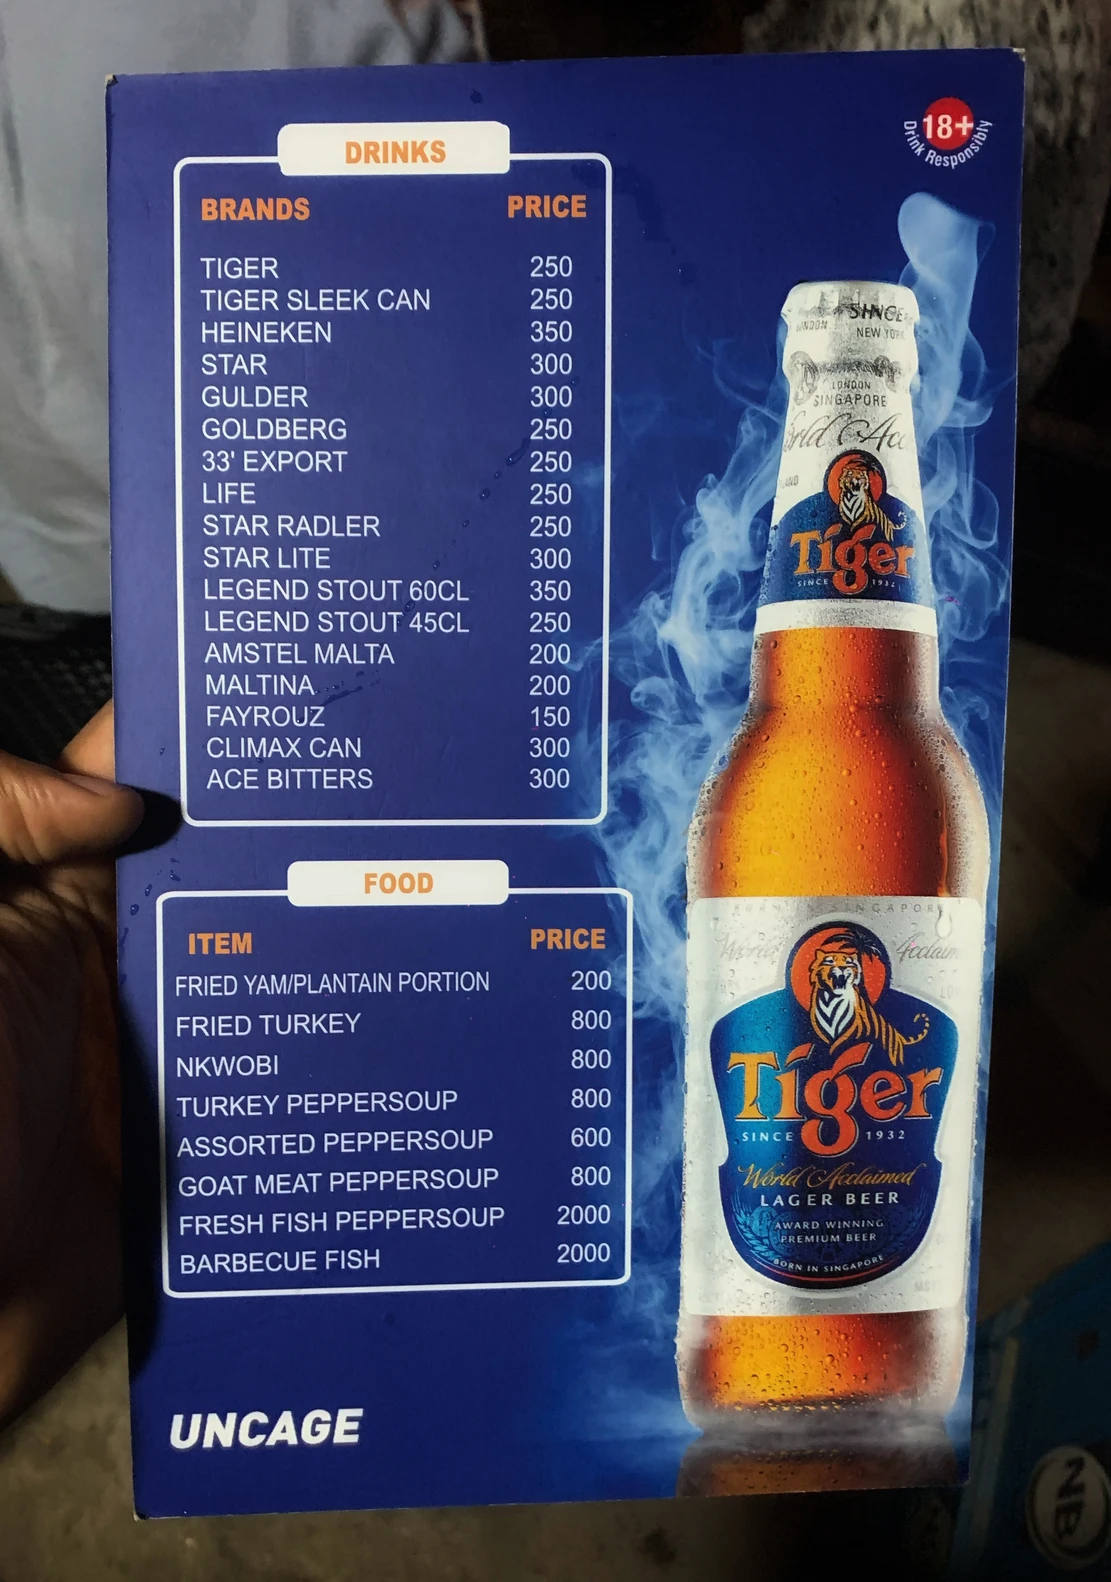 18+
Drink Responsibly
DRINKS
BRANDS PRICE
TIGER 250
TIGER SLEEK CAN 250
HEINEKEN 350
STAR 300
GULDER 300
GOLDBERG 250
33' EXPORT 250
LIFE 250
STAR RADLER 250
STAR LITE 300
LEGEND STOUT 60CL 350
LEGEND STOUT 45CL 250
AMSTEL MALTA 200
MALTINA 200
FAYROUZ 150
CLIMAX CAN 300
ACE BITTERS 300
FOOD
ITEM PRICE
FRIED YAM/PLANTAIN PORTION 200
FRIED TURKEY 800
NKWOBI 800
TURKEY PEPPERSOUP 800
ASSORTED PEPPERSOUP 600
GOAT MEAT PEPPERSOUP 800
FRESH FISH PEPPERSOUP 2000
BARBECUE FISH 2000
UNCAGE
SINCE
NEW YORK
LONDON
SINGAPORE
Tiger
SINCE 1932
World
Tiger
SINCE 1932
World Acclaimed
LAGER BEER
AWARD WINNING
PREMIUM BEER
BORN IN SINGAPORE
NB